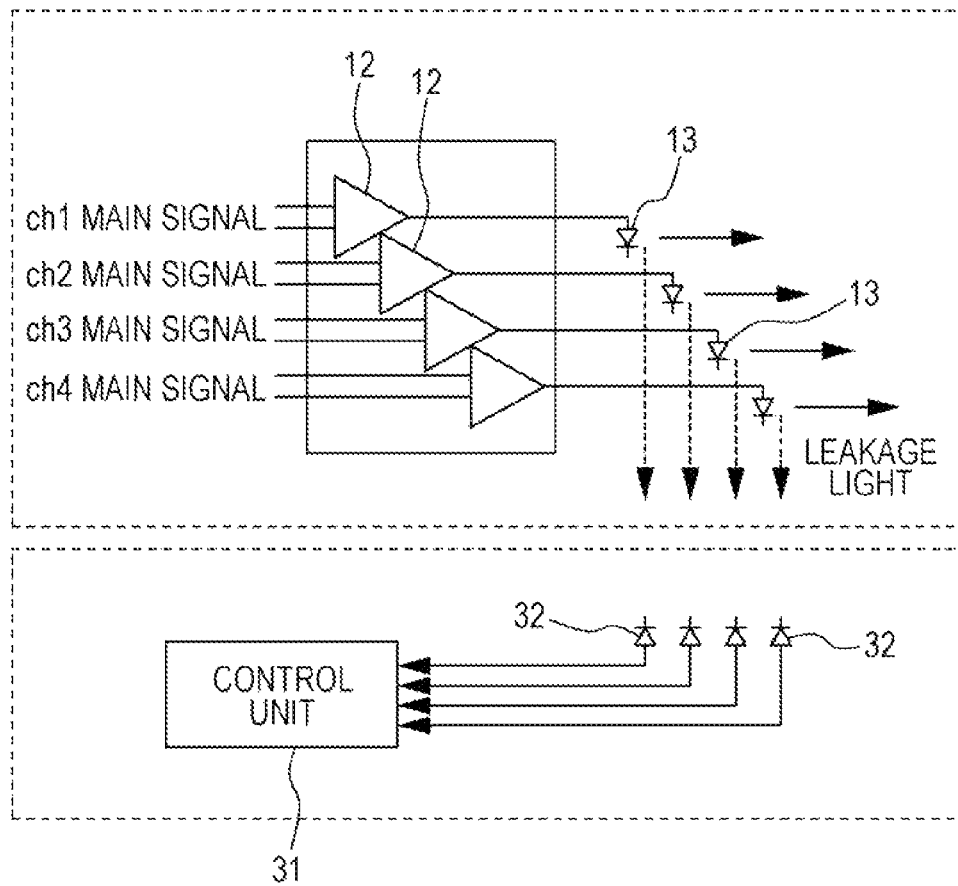 12
12
13
ch1 MAIN SIGNAL
ch2 MAIN SIGNAL
13
ch3 MAIN SIGNAL
ch4 MAIN SIGNAL
LEAKAGE
LIGHT
32
32
CONTROL
UNIT
31